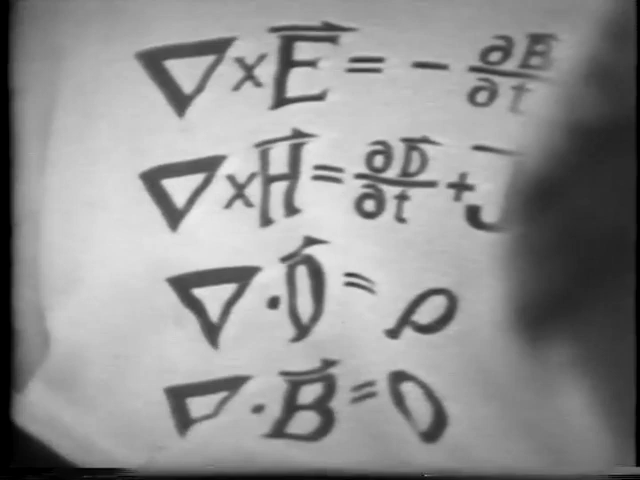 ∇×E⃗ = − ∂B⃗/∂t
∇×H⃗ = ∂D⃗/∂t + J⃗
∇·D⃗ = ρ
∇·B⃗ = 0